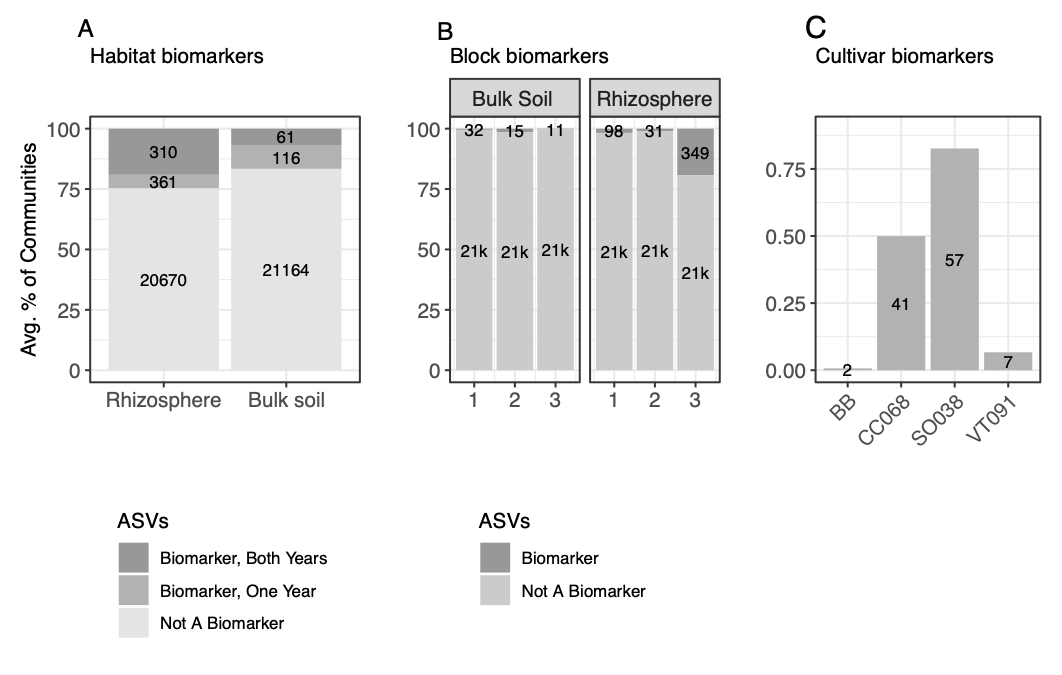 A
Habitat biomarkers
Avg. % of Communities
100
75
50
25
0
310
361
20670
61
116
21164
Rhizosphere
Bulk soil
ASVs
Biomarker, Both Years
Biomarker, One Year
Not A Biomarker
B
Block biomarkers
Bulk Soil
Rhizosphere
100
75
50
25
0
32
15
11
98
31
349
21k
21k
21k
21k
21k
21k
1
2
3
1
2
3
ASVs
Biomarker
Not A Biomarker
C
Cultivar biomarkers
0.75
0.50
0.25
0.00
2
41
57
7
BB
CC068
SO038
VT091